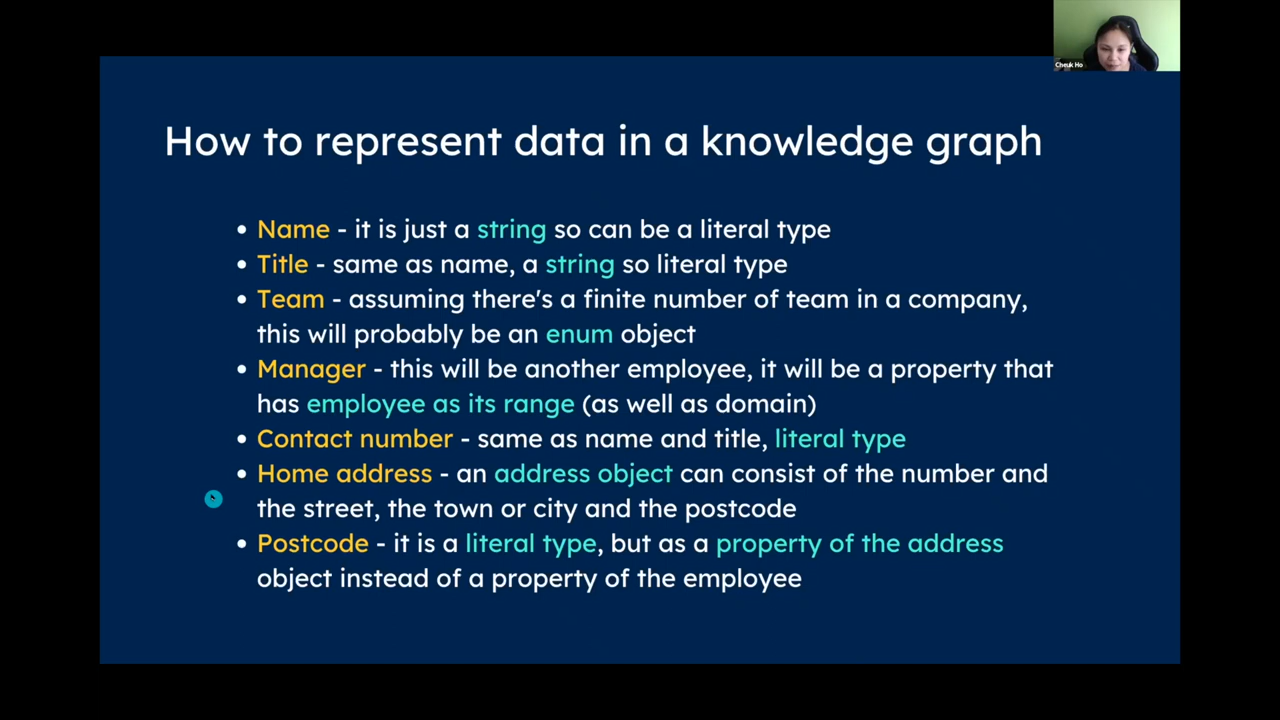 Cheuk Ho
How to represent data in a knowledge graph
• Name - it is just a string so can be a literal type
• Title - same as name, a string so literal type
• Team - assuming there's a finite number of team in a company,
this will probably be an enum object
• Manager - this will be another employee, it will be a property that
has employee as its range (as well as domain)
• Contact number - same as name and title, literal type
• Home address - an address object can consist of the number and
the street, the town or city and the postcode
• Postcode - it is a literal type, but as a property of the address
object instead of a property of the employee